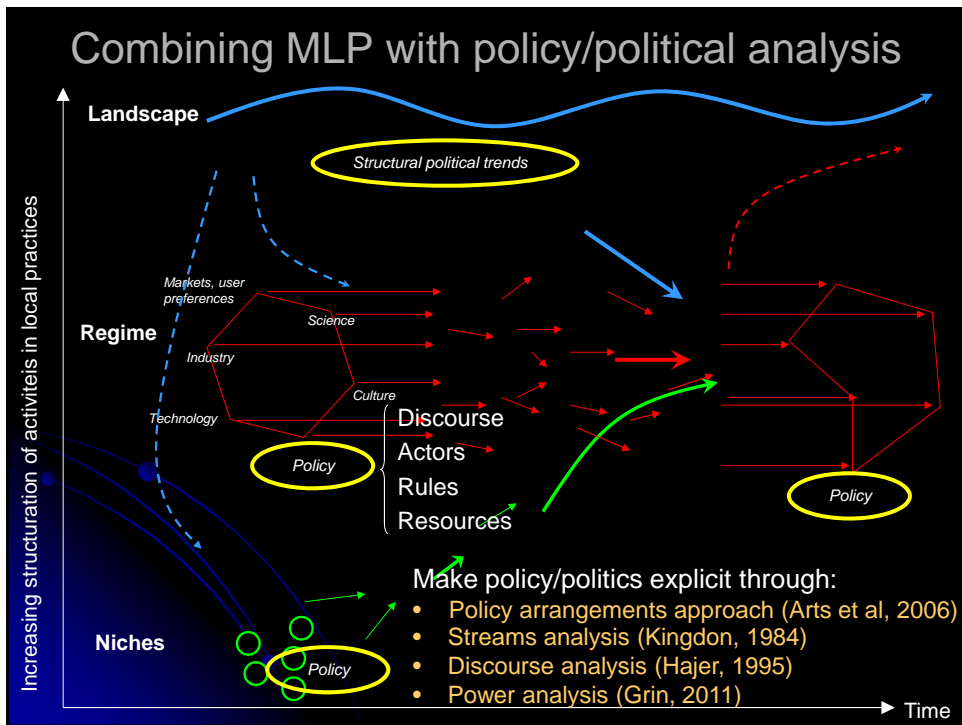 Combining MLP with policy/political analysis
Increasing structuration of activiteis in local practices
Landscape
Structural political trends
Markets, user
preferences
Science
Regime
Industry
Culture
Technology
Policy
Discourse
Actors
Rules
Resources
Policy
Make policy/politics explicit through:
• Policy arrangements approach (Arts et al, 2006)
• Streams analysis (Kingdon, 1984)
• Discourse analysis (Hajer, 1995)
• Power analysis (Grin, 2011)
Niches
Policy
Time